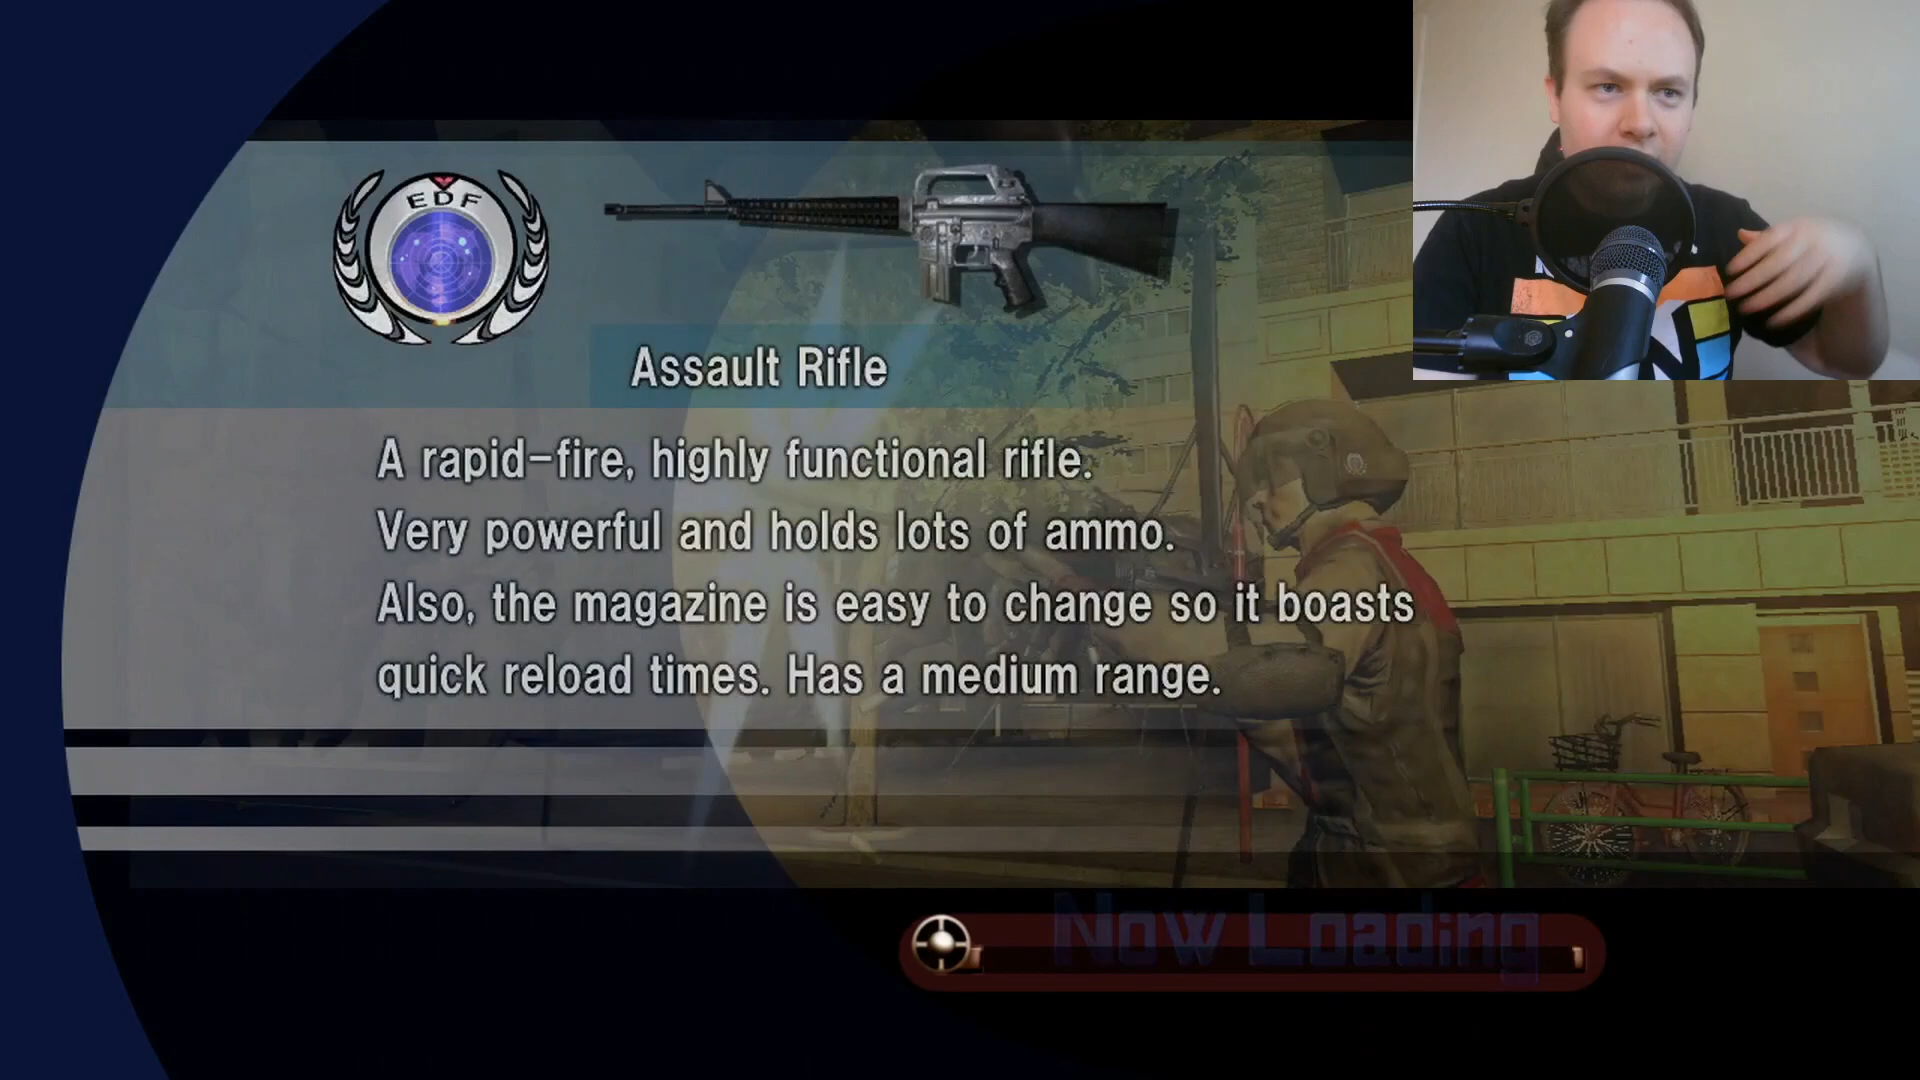 EDF
Assault Rifle
A rapid-fire, highly functional rifle.
Very powerful and holds lots of ammo.
Also, the magazine is easy to change so it boasts
quick reload times. Has a medium range.
Now Loading